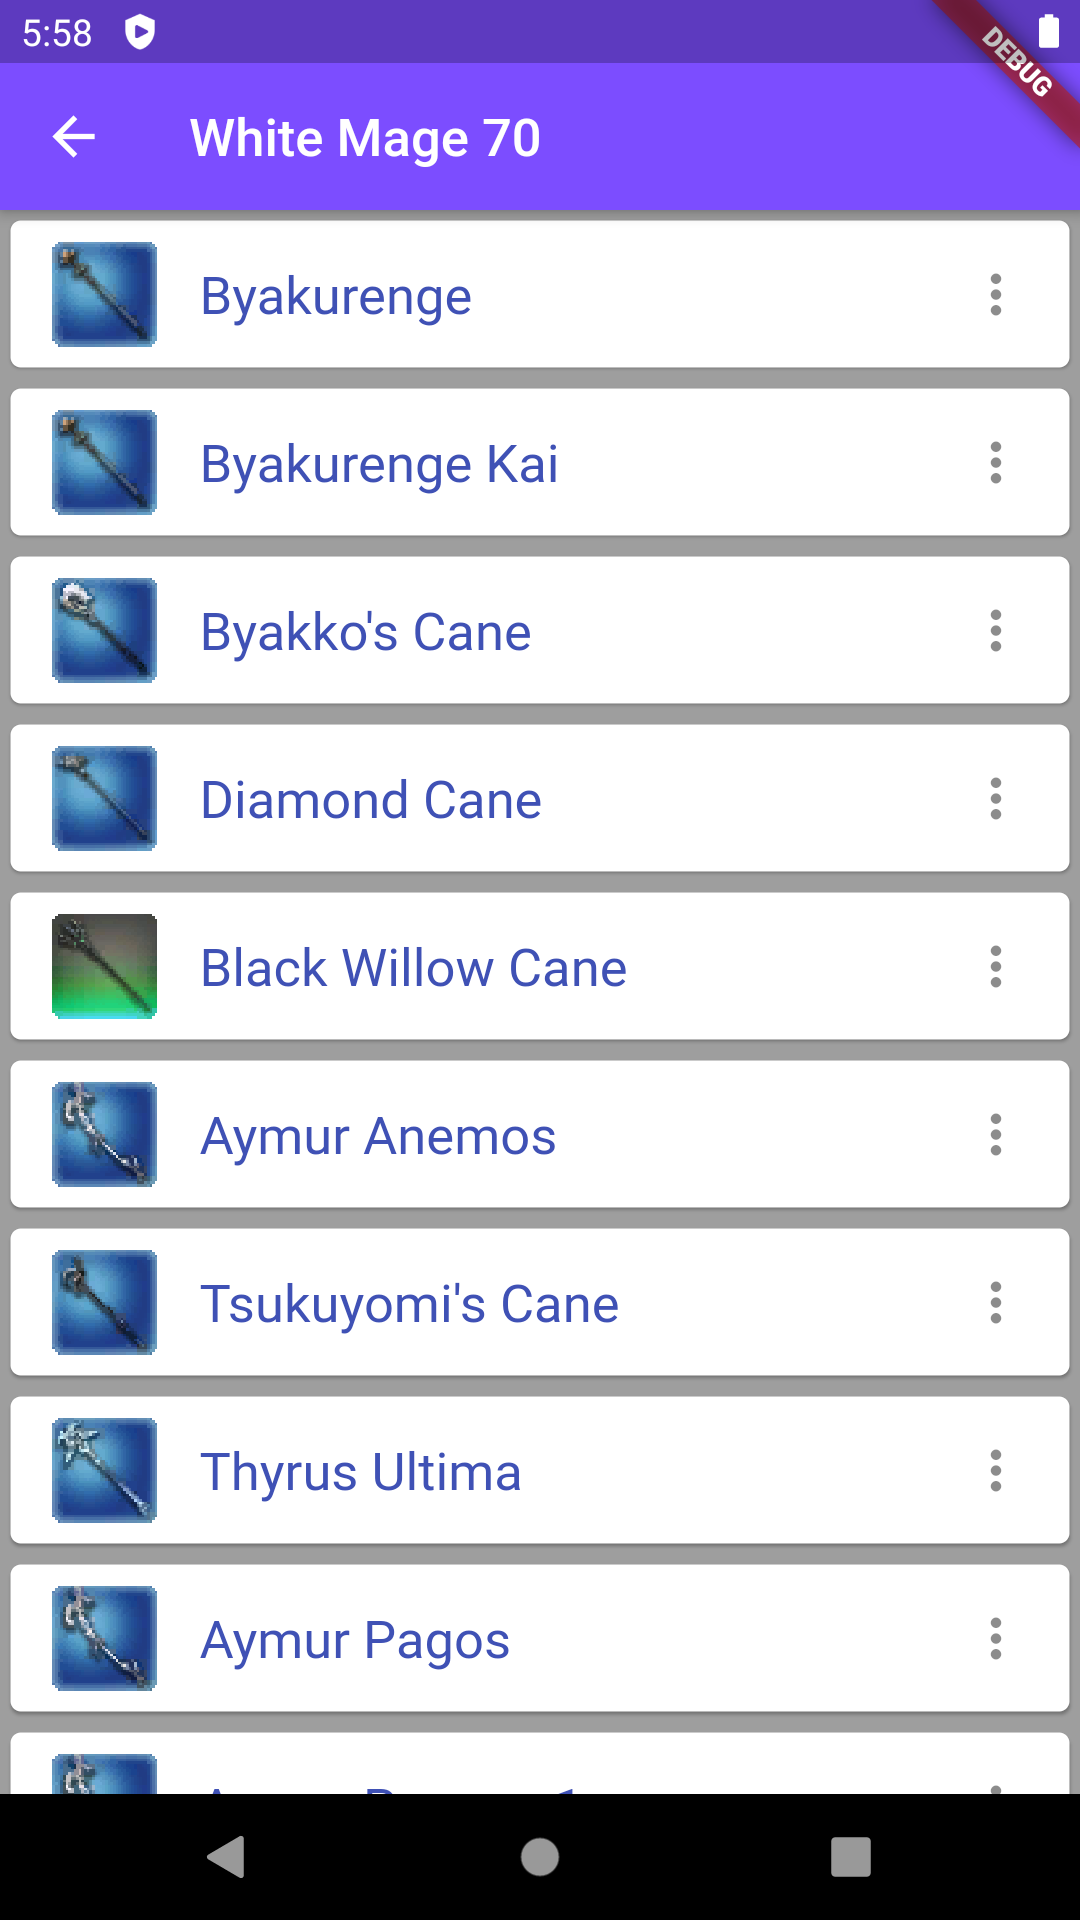 5:58
DEBUG
White Mage 70
Byakurenge
Byakurenge Kai
Byakko's Cane
Diamond Cane
Black Willow Cane
Aymur Anemos
Tsukuyomi's Cane
Thyrus Ultima
Aymur Pagos